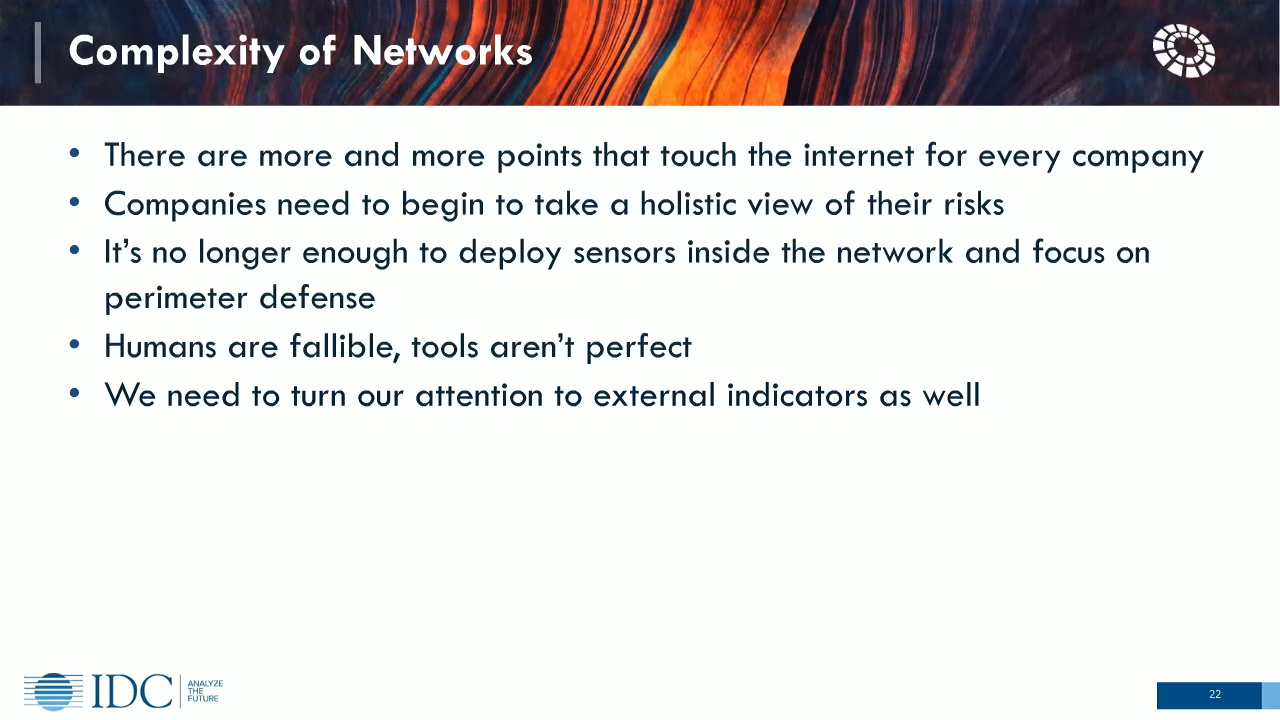 Complexity of Networks
• There are more and more points that touch the internet for every company
• Companies need to begin to take a holistic view of their risks
• It’s no longer enough to deploy sensors inside the network and focus on
perimeter defense
• Humans are fallible, tools aren’t perfect
• We need to turn our attention to external indicators as well
IDC
ANALYZE
THE
FUTURE
22